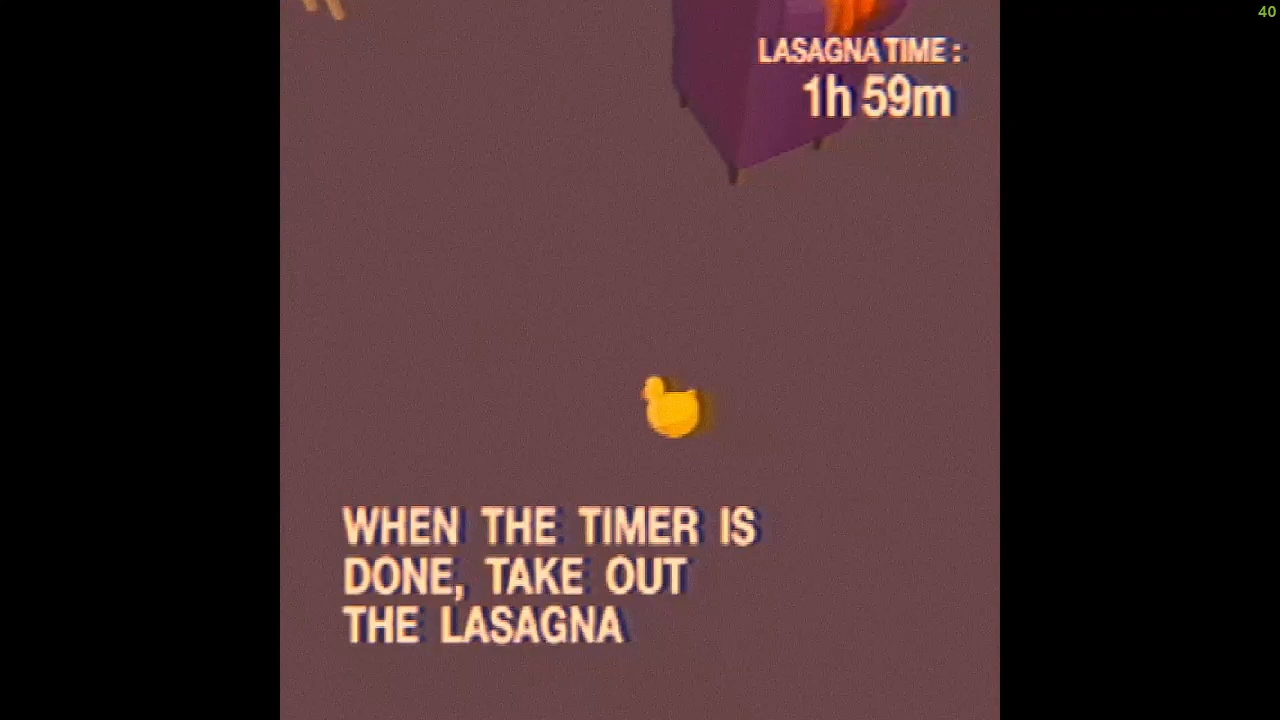 40
LASAGNA TIME :
1h 59m
WHEN THE TIMER IS
DONE, TAKE OUT
THE LASAGNA